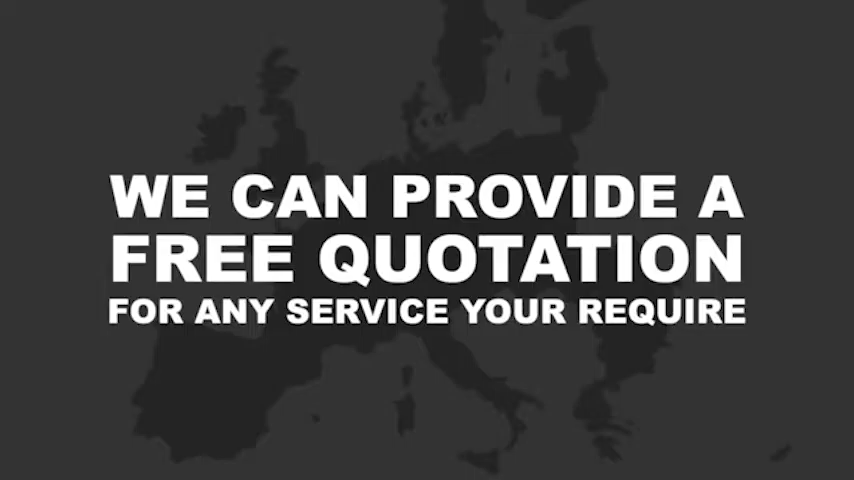 WE CAN PROVIDE A
FREE QUOTATION
FOR ANY SERVICE YOUR REQUIRE